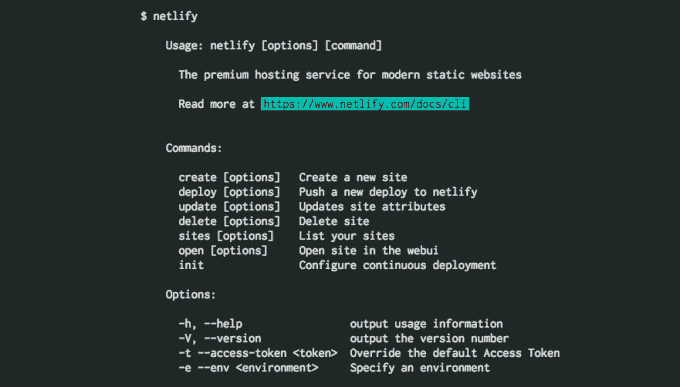 $ netlify
Usage: netlify [options] [command]
The premium hosting service for modern static websites
Read more at https://www.netlify.com/docs/cli
Commands:
create [options] Create a new site
deploy [options] Push a new deploy to netlify
update [options] Updates site attributes
delete [options] Delete site
sites [options] List your sites
open [options] Open site in the webui
init Configure continuous deployment
Options:
-h, --help output usage information
-V, --version output the version number
-t --access-token <token> Override the default Access Token
-e --env <environment> Specify an environment